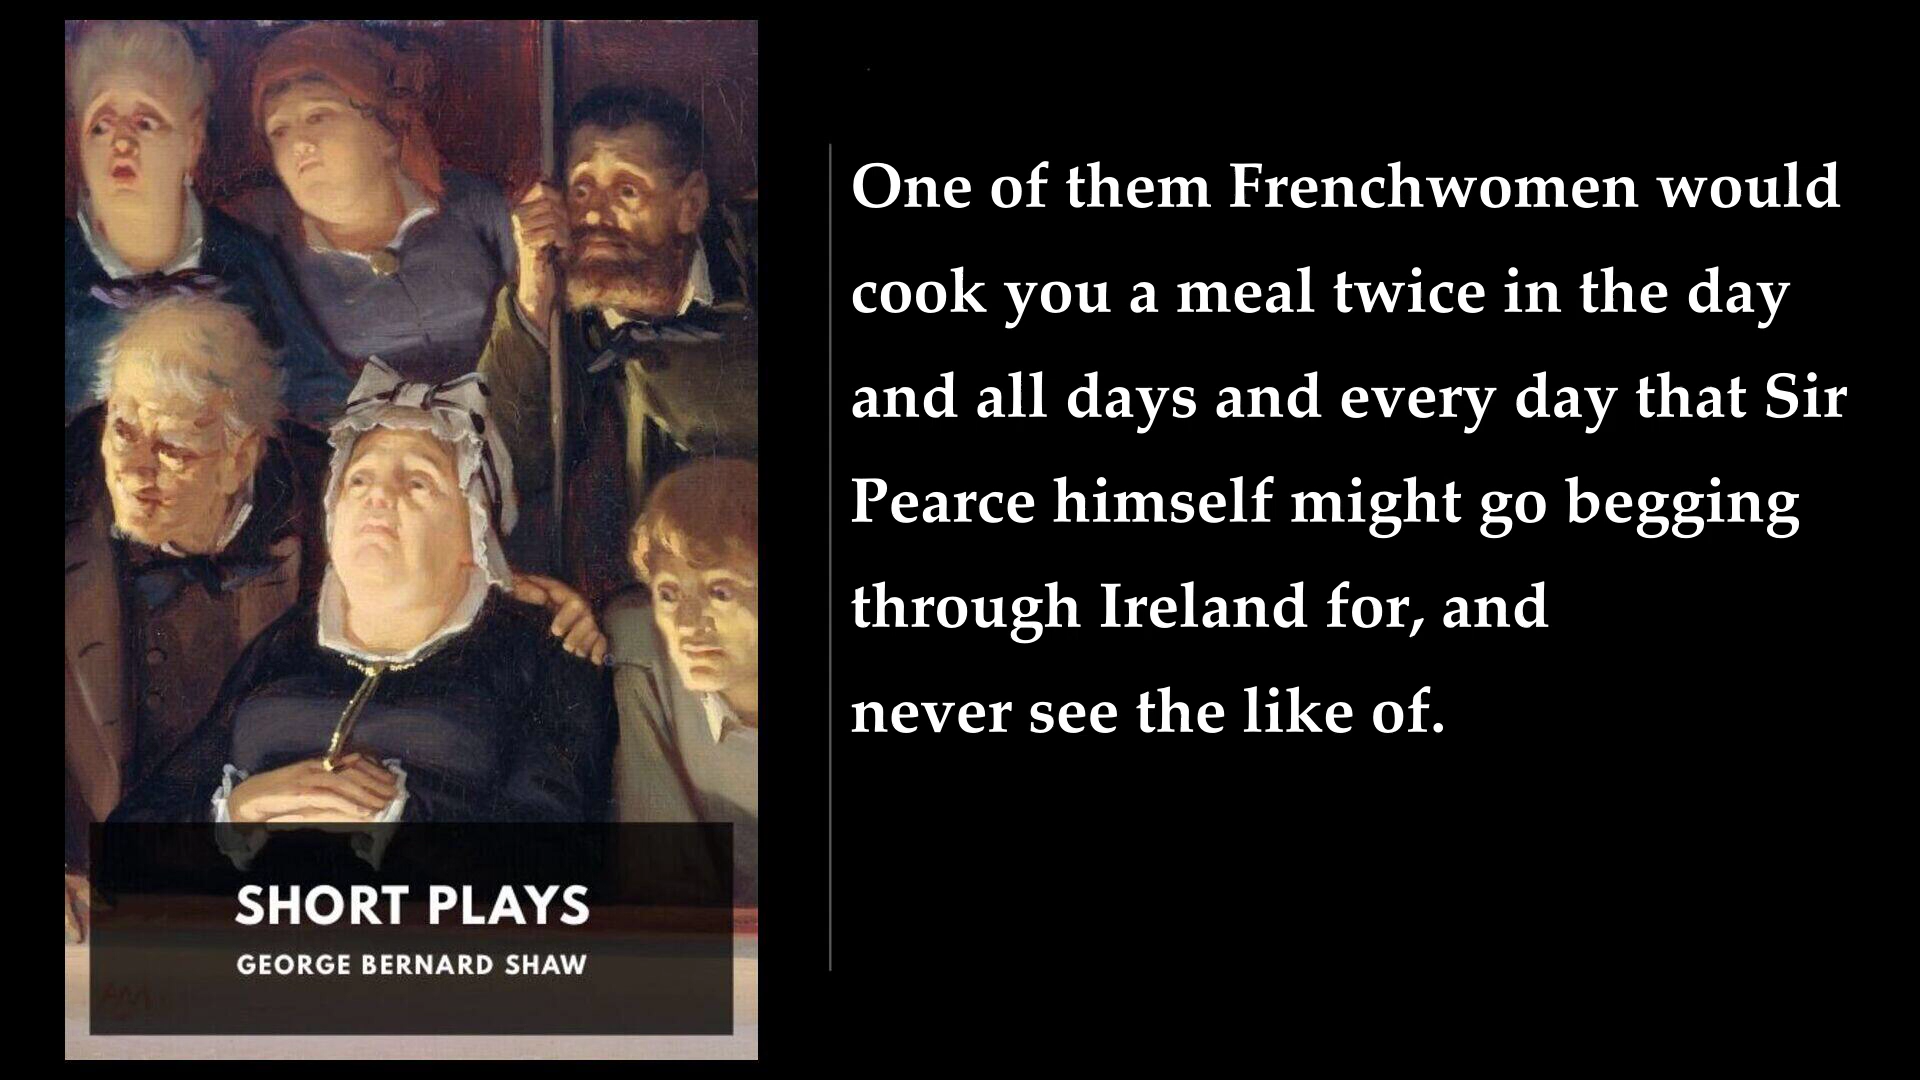 One of them Frenchwomen would
cook you a meal twice in the day
and all days and every day that Sir
Pearce himself might go begging
through Ireland for, and
never see the like of.
SHORT PLAYS
GEORGE BERNARD SHAW